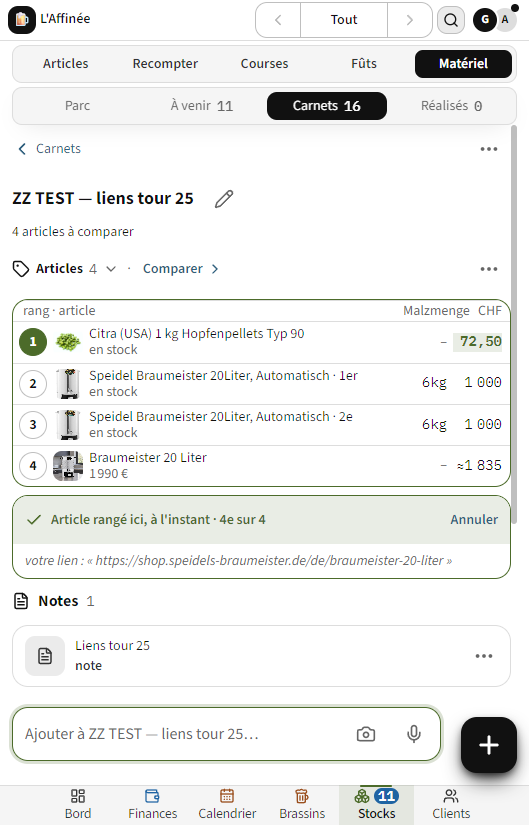 L'Affinée
Tout
G
A
Articles
Recompter
Courses
Fûts
Matériel
Parc
À venir 11
Carnets 16
Réalisés 0
Carnets
ZZ TEST — liens tour 25
4 articles à comparer
Articles 4 · Comparer
rang · article Malzmenge CHF
1 Citra (USA) 1 kg Hopfenpellets Typ 90 – 72,50
en stock
2 Speidel Braumeister 20Liter, Automatisch · 1er 6kg 1 000
en stock
3 Speidel Braumeister 20Liter, Automatisch · 2e 6kg 1 000
en stock
4 Braumeister 20 Liter – ≈1 835
1990 €
Article rangé ici, à l'instant · 4e sur 4 Annuler
votre lien : « https://shop.speidels-braumeister.de/de/braumeister-20-liter »
Notes 1
Liens tour 25
note
Ajouter à ZZ TEST — liens tour 25…
Bord
Finances
Calendrier
Brassins
11
Stocks
Clients